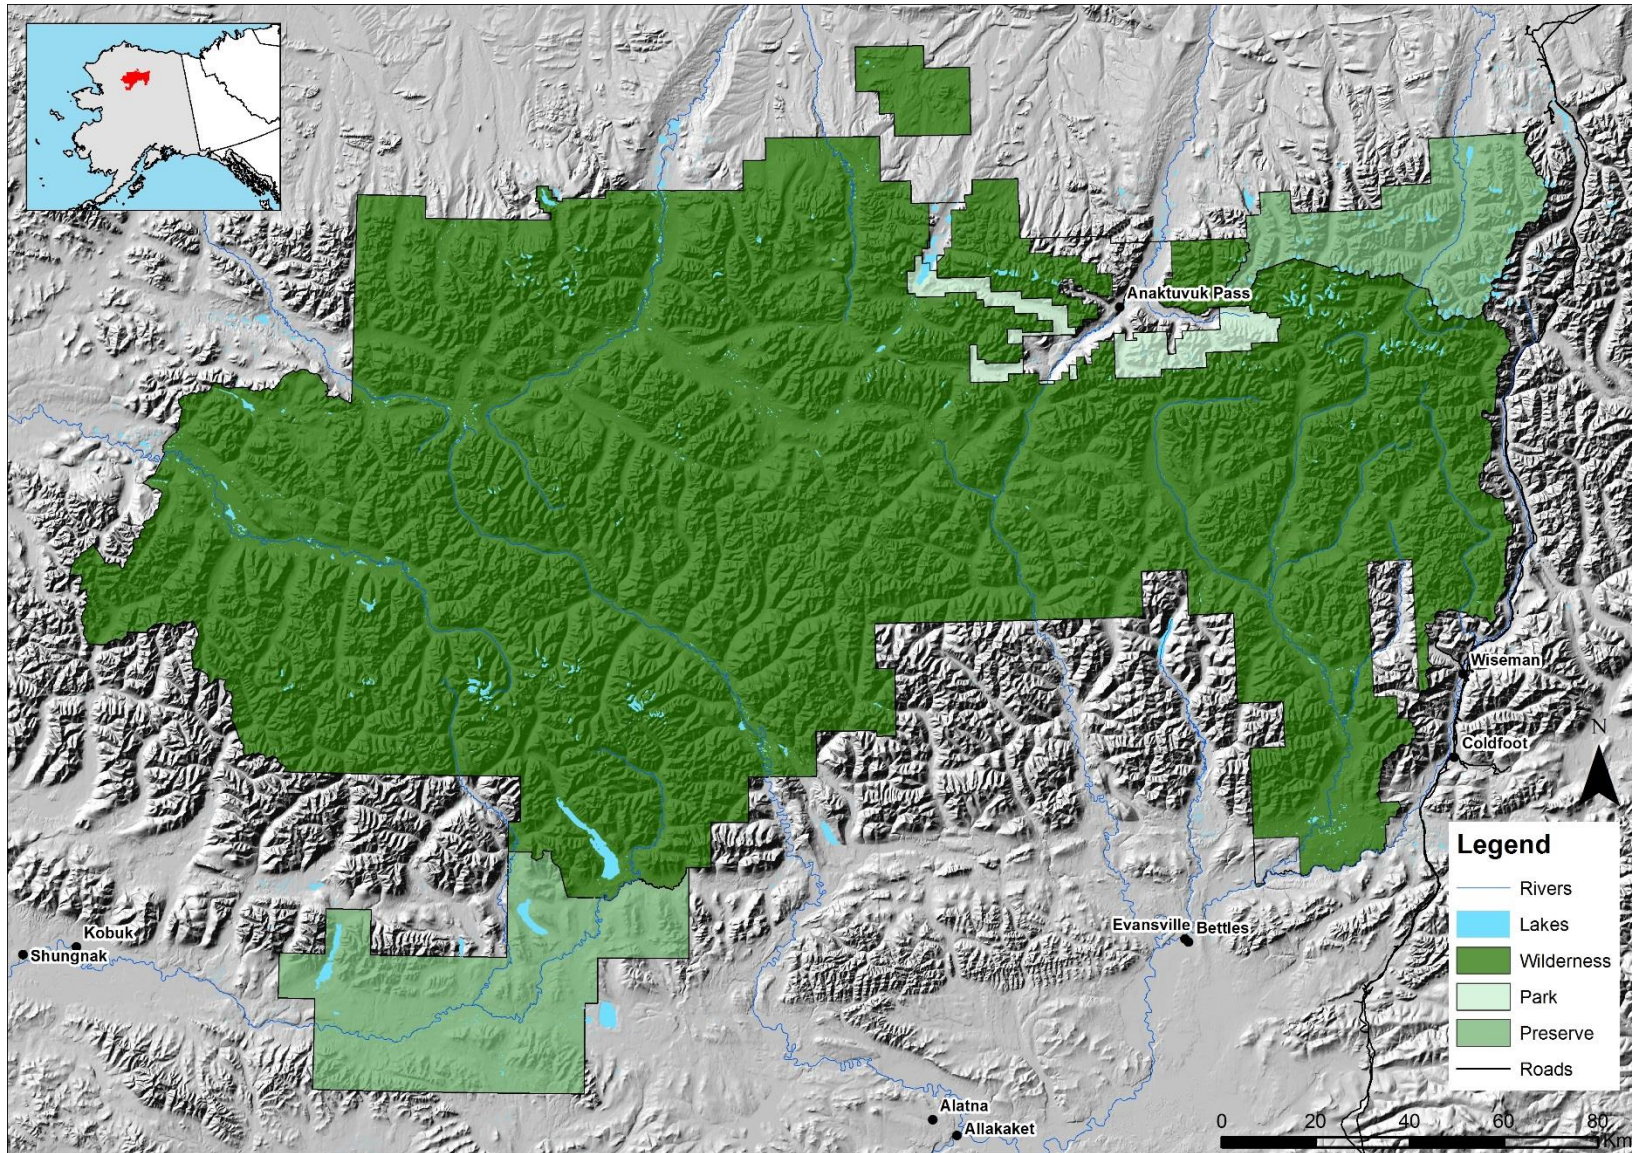 Anaktuvuk Pass
Wiseman
N
Coldfoot
Legend
Rivers
Lakes
Wilderness
Park
Preserve
Roads
Evansville Bettles
Kobuk
Shungnak
Alatna
Allakaket
0 20 40 60 80
Km